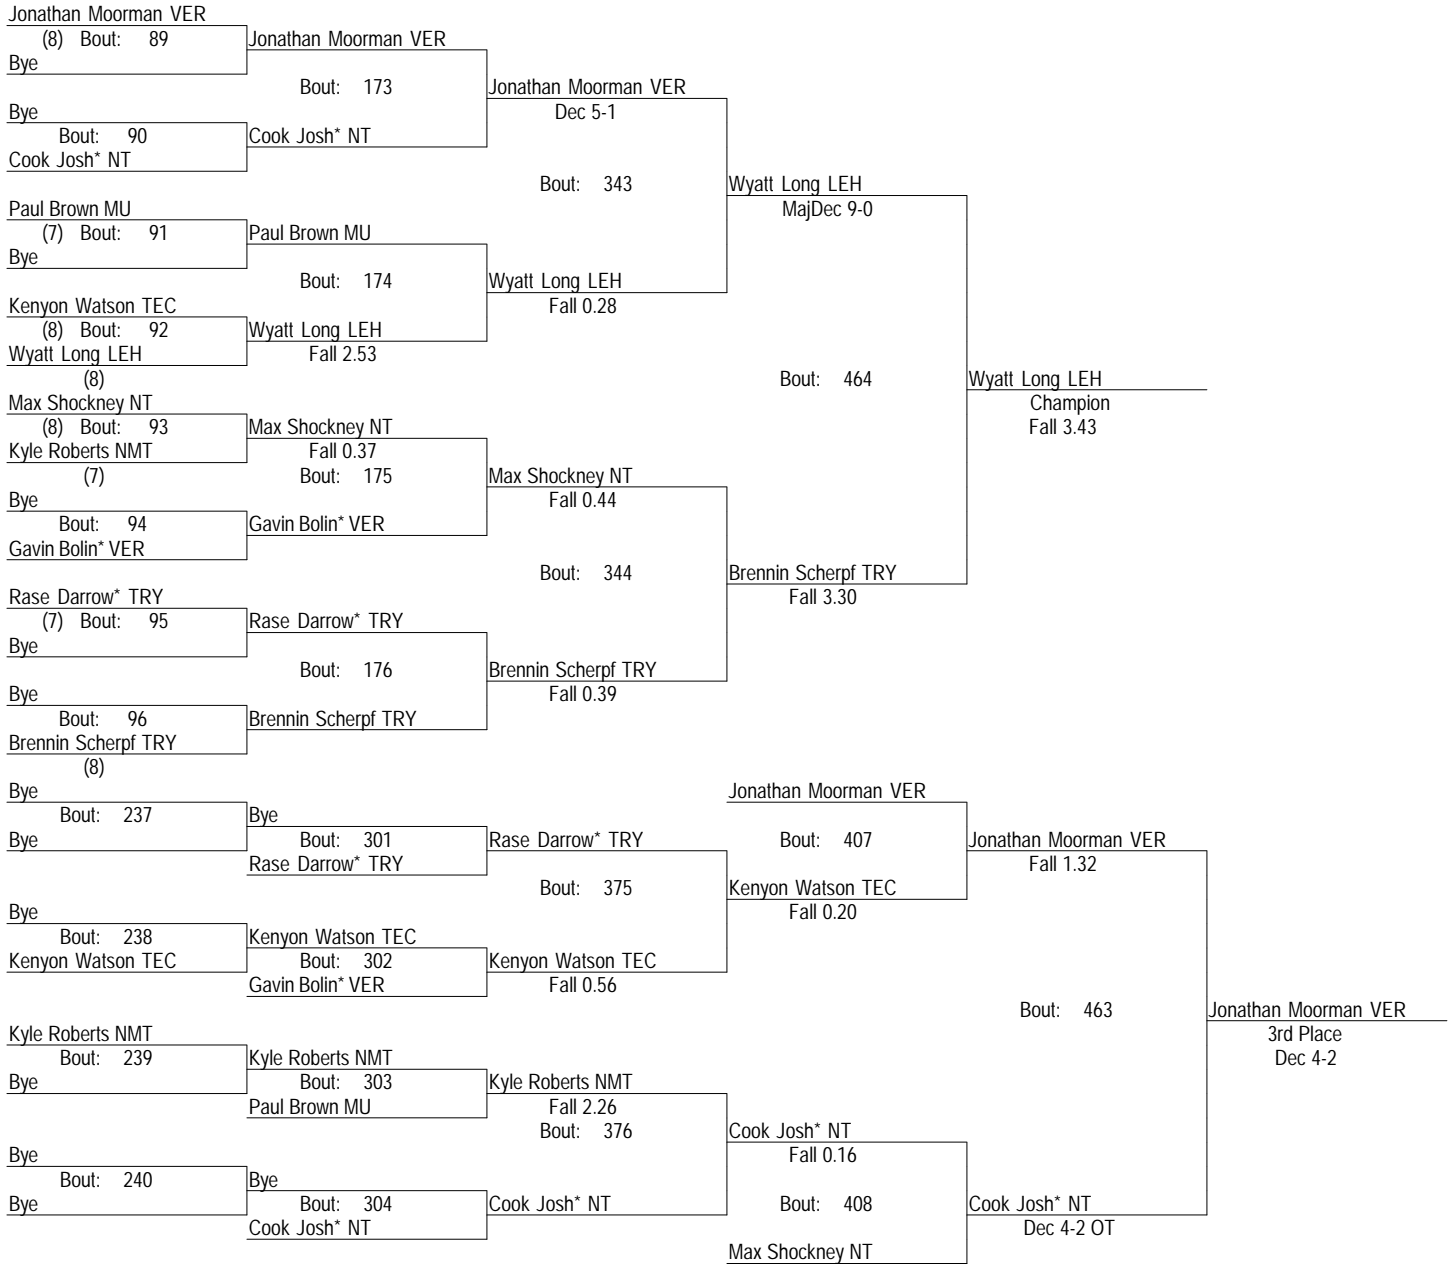 Jonathan Moorman VER
(8) Bout: 89 Jonathan Moorman VER
Bye
Bout: 173 Jonathan Moorman VER
Bye Dec 5-1
Bout: 90 Cook Josh* NT
Cook Josh* NT
Bout: 343 Wyatt Long LEH
Paul Brown MU MajDec 9-0
(7) Bout: 91 Paul Brown MU
Bye
Bout: 174 Wyatt Long LEH
Kenyon Watson TEC Fall 0.28
(8) Bout: 92 Wyatt Long LEH
Wyatt Long LEH Fall 2.53
(8) Bout: 464 Wyatt Long LEH
Max Shockney NT Champion
(8) Bout: 93 Max Shockney NT Fall 3.43
Kyle Roberts NMT Fall 0.37
(7) Bout: 175 Max Shockney NT
Bye Fall 0.44
Bout: 94 Gavin Bolin* VER
Gavin Bolin* VER
Bout: 344 Brennin Scherpf TRY
Rase Darrow* TRY Fall 3.30
(7) Bout: 95 Rase Darrow* TRY
Bye
Bout: 176 Brennin Scherpf TRY
Bye Fall 0.39
Bout: 96 Brennin Scherpf TRY
Brennin Scherpf TRY
(8)
Bye Jonathan Moorman VER
Bout: 237 Bye
Bye Bout: 301 Rase Darrow* TRY Bout: 407 Jonathan Moorman VER
Rase Darrow* TRY Fall 1.32
Bout: 375 Kenyon Watson TEC
Bye Fall 0.20
Bout: 238 Kenyon Watson TEC
Kenyon Watson TEC Bout: 302 Kenyon Watson TEC
Gavin Bolin* VER Fall 0.56
Bout: 463 Jonathan Moorman VER
Kyle Roberts NMT 3rd Place
Bout: 239 Kyle Roberts NMT Dec 4-2
Bye Bout: 303 Kyle Roberts NMT
Paul Brown MU Fall 2.26
Bout: 376 Cook Josh* NT
Bye Fall 0.16
Bout: 240 Bye
Bye Bout: 304 Cook Josh* NT Bout: 408 Cook Josh* NT
Cook Josh* NT Dec 4-2 OT
Max Shockney NT